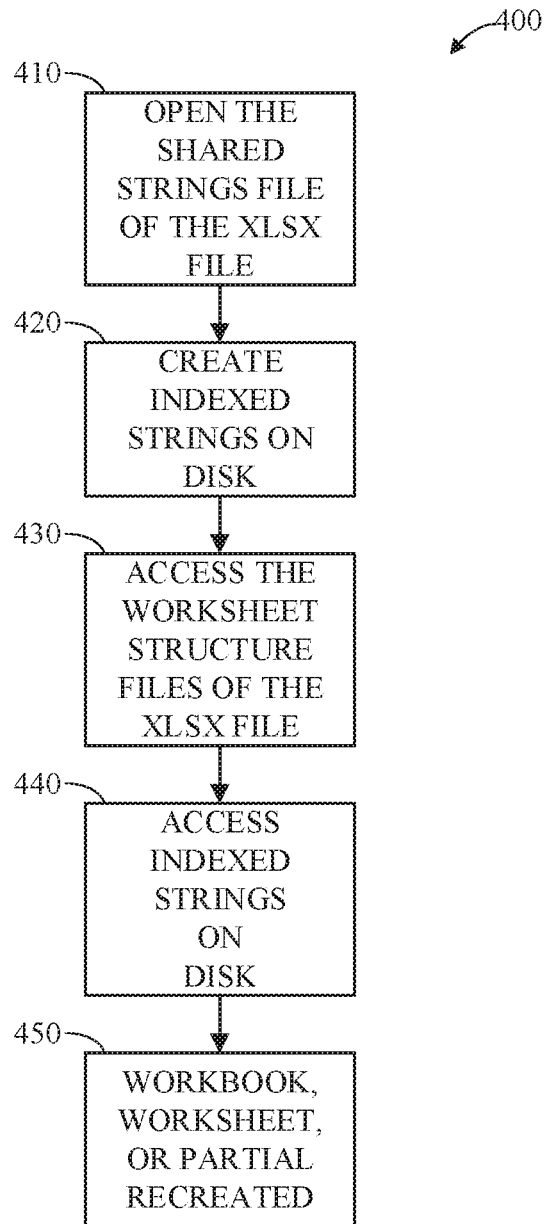 400
410
OPEN THE
SHARED
STRINGS FILE
OF THE XLSX
FILE
420
CREATE
INDEXED
STRINGS ON
DISK
430
ACCESS THE
WORKSHEET
STRUCTURE
FILES OF THE
XLSX FILE
440
ACCESS
INDEXED
STRINGS
ON
DISK
450
WORKBOOK,
WORKSHEET,
OR PARTIAL
RECREATED